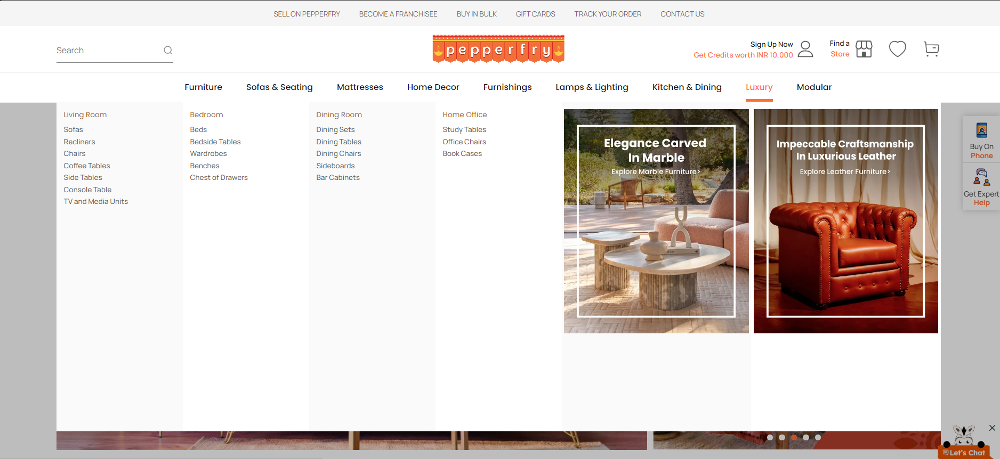 SELL ON PEPPERFRY
BECOME A FRANCHISEE
BUY IN BULK
GIFT CARDS
TRACK YOUR ORDER
CONTACT US
Search
pepperfry
Sign Up Now
Get Credits worth INR 10,000
Find a
Store
Furniture
Sofas & Seating
Mattresses
Home Decor
Furnishings
Lamps & Lighting
Kitchen & Dining
Luxury
Modular
Living Room
Sofas
Recliners
Chairs
Coffee Tables
Side Tables
Console Table
TV and Media Units
Bedroom
Beds
Bedside Tables
Wardrobes
Benches
Chest of Drawers
Dining Room
Dining Sets
Dining Tables
Dining Chairs
Sideboards
Bar Cabinets
Home Office
Study Tables
Office Chairs
Book Cases
Elegance Carved
In Marble
Explore Marble Furniture>
Impeccable Craftsmanship
In Luxurious Leather
Explore Leather Furniture>
Buy On
Phone
Get Expert
Help
Let's Chat